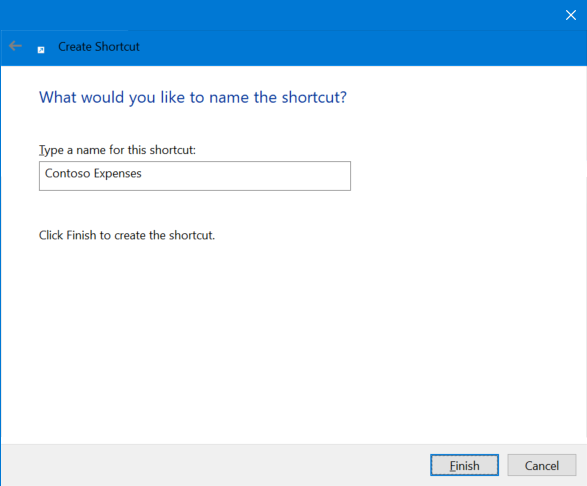 Create Shortcut
What would you like to name the shortcut?
Type a name for this shortcut:
Contoso Expenses
Click Finish to create the shortcut.
Finish
Cancel